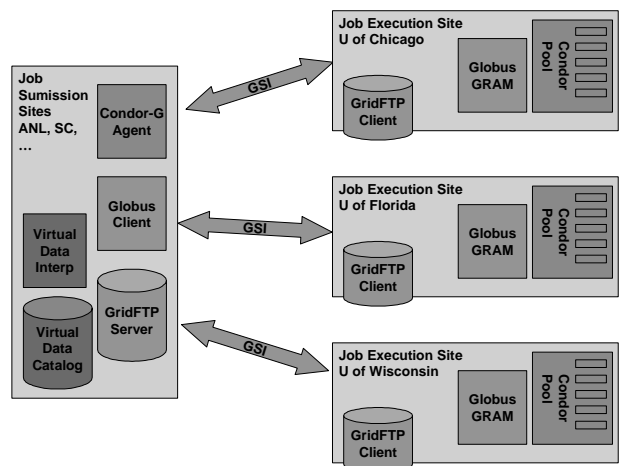 Job
Sumission
Sites
ANL, SC,
…
Condor-G
Agent
Globus
Client
Virtual
Data
Interp
GridFTP
Server
Virtual
Data
Catalog
GSI
GSI
GSI
Job Execution Site
U of Chicago
GridFTP
Client
Globus
GRAM
Condor
Pool
Job Execution Site
U of Florida
GridFTP
Client
Globus
GRAM
Condor
Pool
Job Execution Site
U of Wisconsin
GridFTP
Client
Globus
GRAM
Condor
Pool